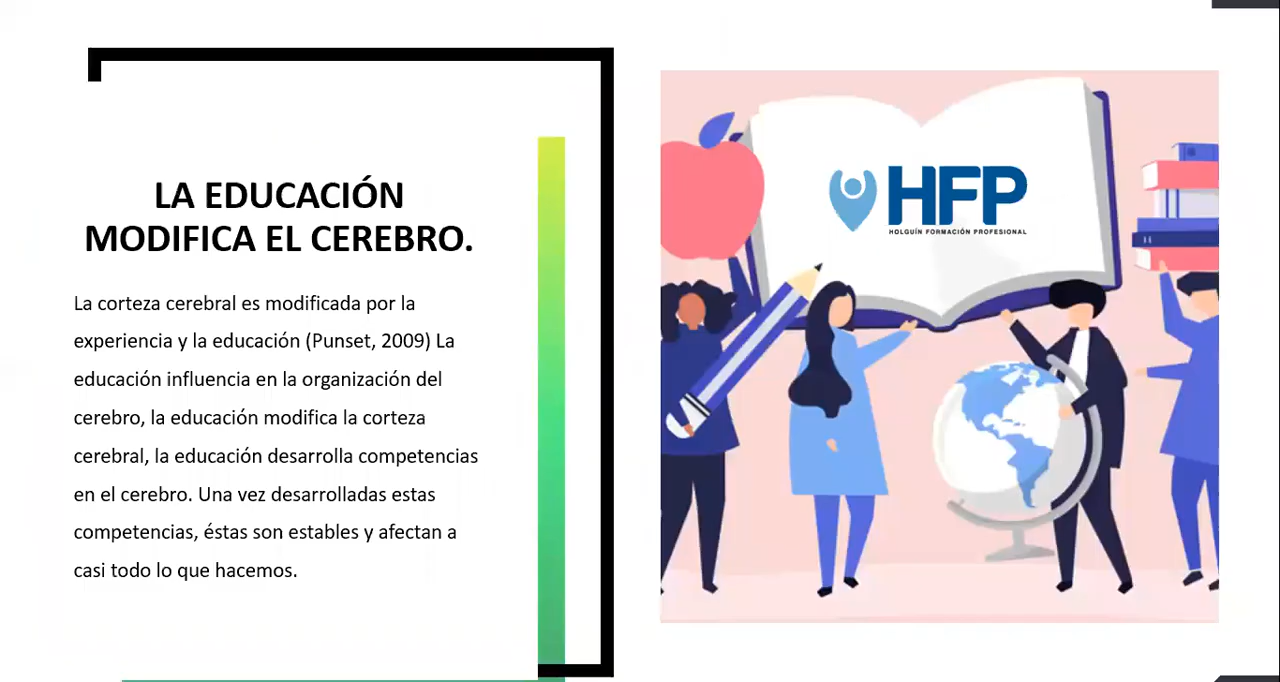 LA EDUCACIÓN
MODIFICA EL CEREBRO.
La corteza cerebral es modificada por la
experiencia y la educación (Punset, 2009) La
educación influencia en la organización del
cerebro, la educación modifica la corteza
cerebral, la educación desarrolla competencias
en el cerebro. Una vez desarrolladas estas
competencias, éstas son estables y afectan a
casi todo lo que hacemos.
HFP
HOLGUÍN FORMACIÓN PROFESIONAL